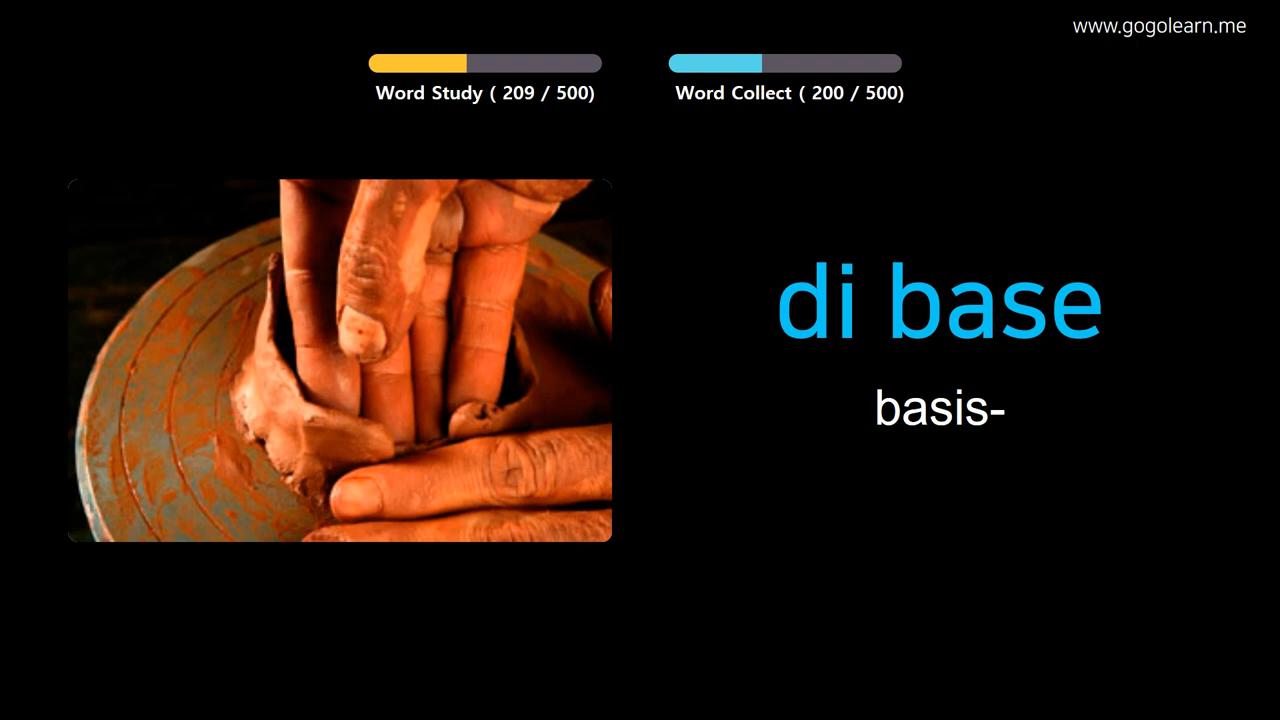 www.gogolearn.me
Word Study ( 209 / 500)
Word Collect ( 200 / 500)
di base
basis-